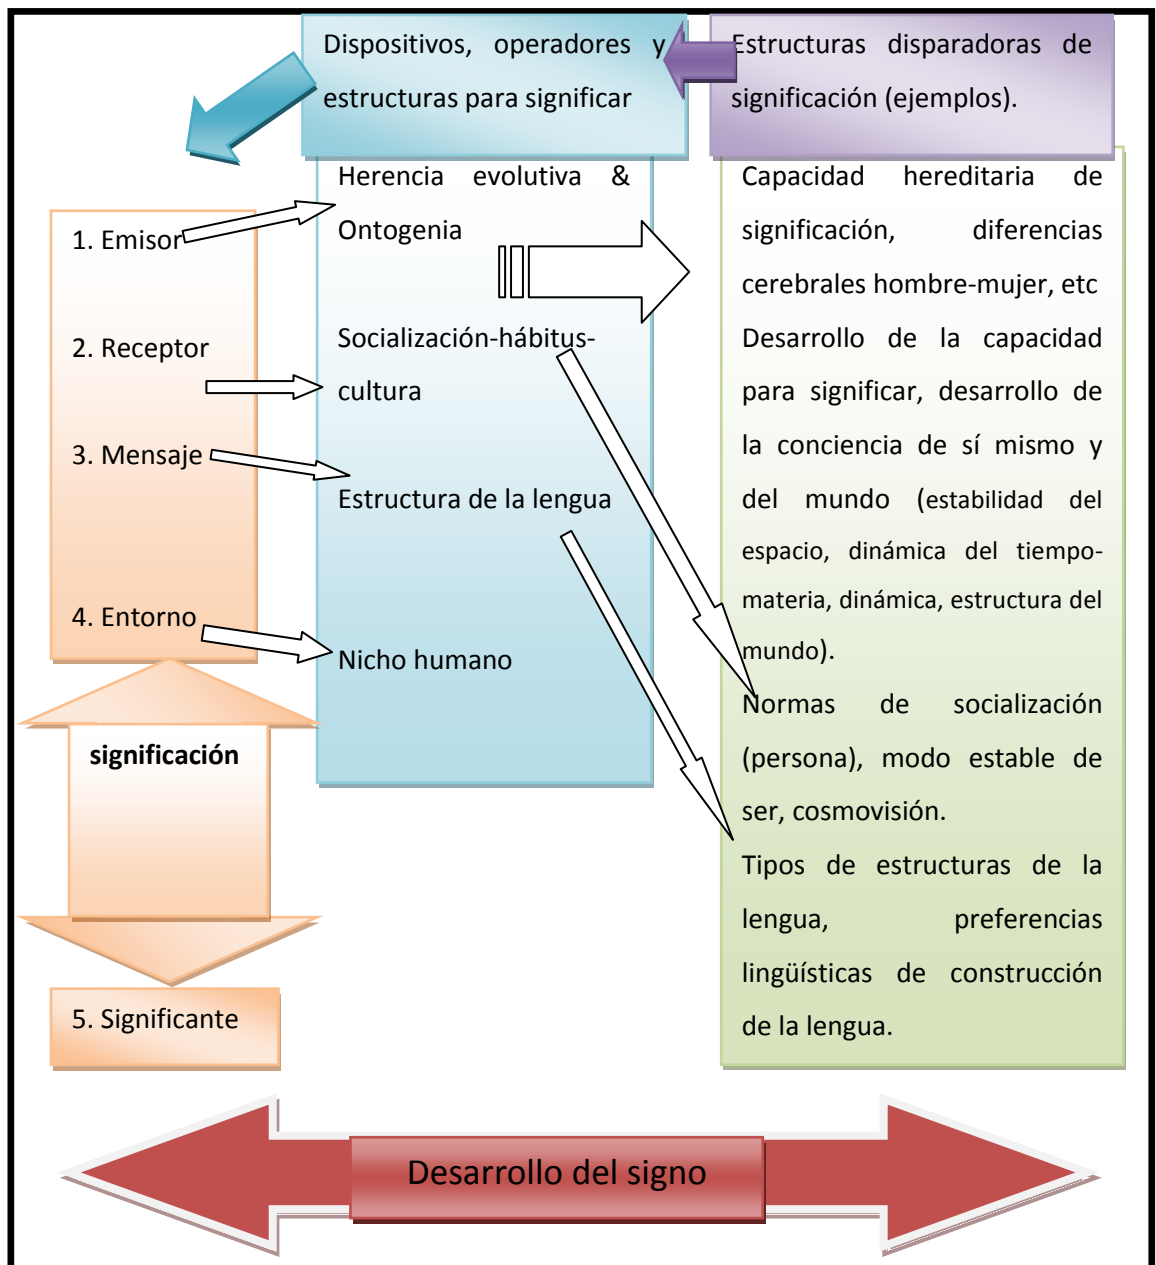 Dispositivos, operadores y
estructuras para significar
Estructuras disparadoras de
significación (ejemplos).
1. Emisor
2. Receptor
3. Mensaje
4. Entorno
significación
5. Significante
Herencia evolutiva &
Ontogenia
Socialización-hábitus-
cultura
Estructura de la lengua
Nicho humano
Capacidad hereditaria de
significación, diferencias
cerebrales hombre-mujer, etc
Desarrollo de la capacidad
para significar, desarrollo de
la conciencia de sí mismo y
del mundo (estabilidad del
espacio, dinámica del tiempo-
materia, dinámica, estructura del
mundo).
Normas de socialización
(persona), modo estable de
ser, cosmovisión.
Tipos de estructuras de la
lengua, preferencias
lingüísticas de construcción
de la lengua.
Desarrollo del signo